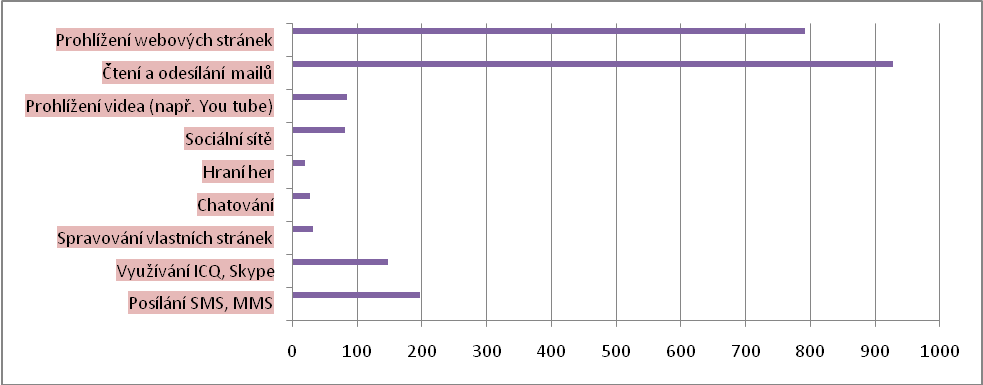 Prohlížení webových stránek
Čtení a odesílání mailů
Prohlížení videa (např. You tube)
Sociální sítě
Hraní her
Chatování
Spravování vlastních stránek
Využívání ICQ, Skype
Posílání SMS, MMS
0 100 200 300 400 500 600 700 800 900 1000